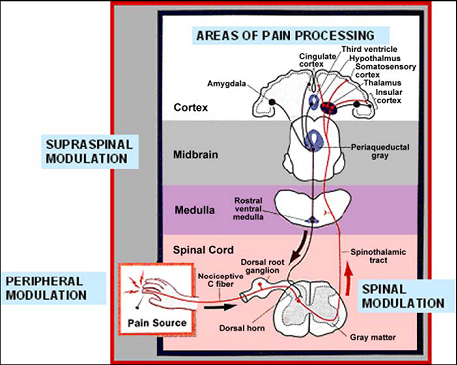 AREAS OF PAIN PROCESSING
Third ventricle
Cingulate
cortex
Hypothalmus
Somatosensory
cortex
Amygdala
Thalamus
Insular
cortex
Cortex
SUPRASPINAL
MODULATION
Periaqueductal
gray
Midbrain
Rostral
ventral
medulla
Medulla
Spinal Cord
Dorsal root
ganglion
Spinothalamic
tract
PERIPHERAL
MODULATION
Nociceptive
C fiber
SPINAL
MODULATION
Pain Source
Dorsal horn
Gray matter